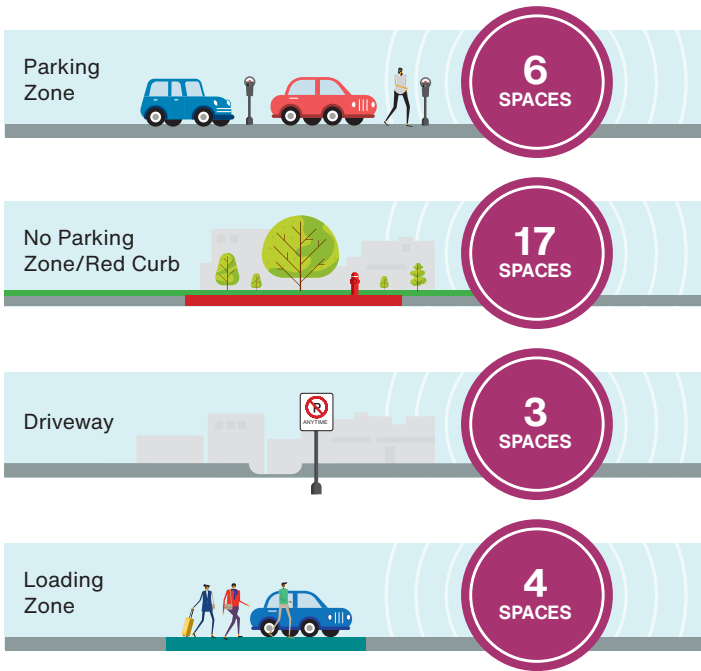 Parking
Zone
6
SPACES
No Parking
Zone/Red Curb
17
SPACES
Driveway
P
ANYTIME
3
SPACES
Loading
Zone
4
SPACES